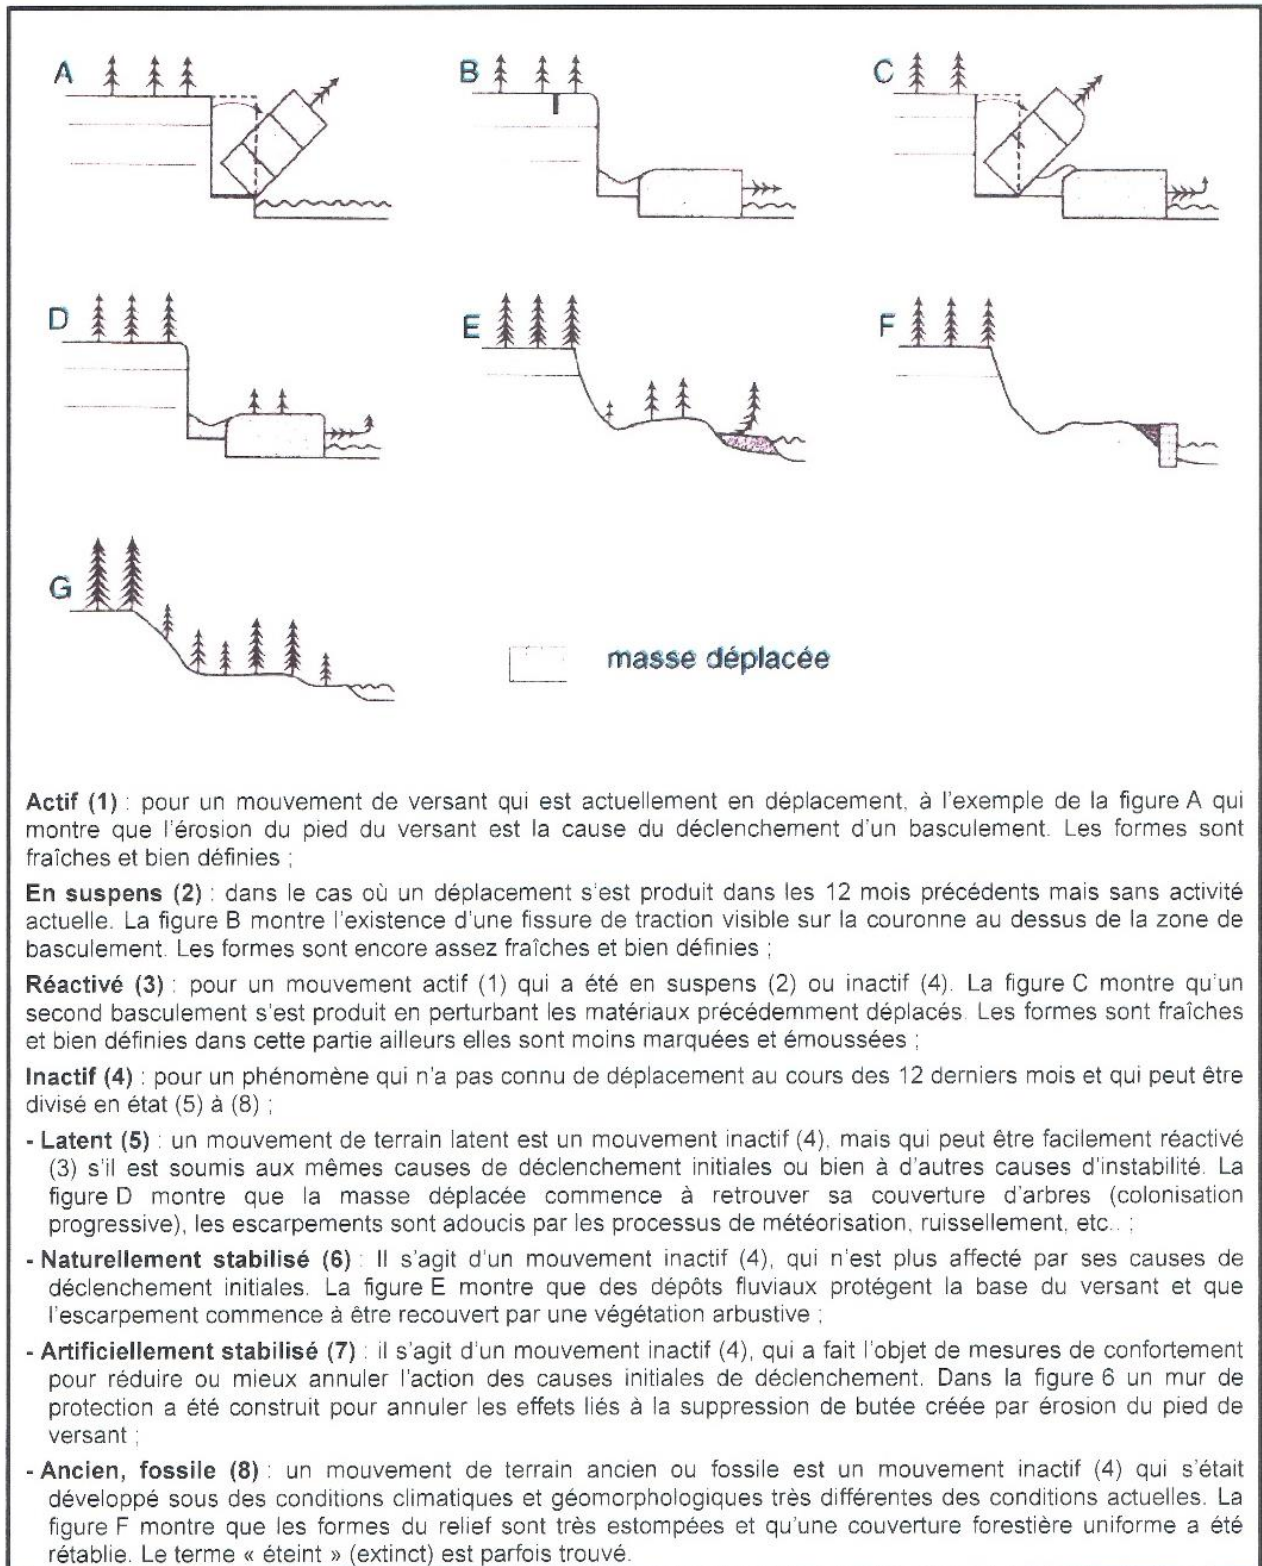 A
B
C
D
E
F
G
masse déplacée
Actif (1) : pour un mouvement de versant qui est actuellement en déplacement, à l'exemple de la figure A qui
montre que l'érosion du pied du versant est la cause du déclenchement d'un basculement. Les formes sont
fraîches et bien définies ;
En suspens (2) : dans le cas où un déplacement s'est produit dans les 12 mois précédents mais sans activité
actuelle. La figure B montre l'existence d'une fissure de traction visible sur la couronne au dessus de la zone de
basculement. Les formes sont encore assez fraîches et bien définies ;
Réactivé (3) : pour un mouvement actif (1) qui a été en suspens (2) ou inactif (4). La figure C montre qu'un
second basculement s'est produit en perturbant les matériaux précédemment déplacés. Les formes sont fraîches
et bien définies dans cette partie ailleurs elles sont moins marquées et émoussées ;
Inactif (4) : pour un phénomène qui n'a pas connu de déplacement au cours des 12 derniers mois et qui peut être
divisé en état (5) à (8) ;
- Latent (5) : un mouvement de terrain latent est un mouvement inactif (4), mais qui peut être facilement réactivé
(3) s'il est soumis aux mêmes causes de déclenchement initiales ou bien à d'autres causes d'instabilité. La
figure D montre que la masse déplacée commence à retrouver sa couverture d'arbres (colonisation
progressive), les escarpements sont adoucis par les processus de météorisation, ruissellement, etc.. ;
- Naturellement stabilisé (6) : Il s'agit d'un mouvement inactif (4), qui n'est plus affecté par ses causes de
déclenchement initiales. La figure E montre que des dépôts fluviaux protégent la base du versant et que
l'escarpement commence à être recouvert par une végétation arbustive ;
- Artificiellement stabilisé (7) : il s'agit d'un mouvement inactif (4), qui a fait l'objet de mesures de confortement
pour réduire ou mieux annuler l'action des causes initiales de déclenchement. Dans la figure 6 un mur de
protection a été construit pour annuler les effets liés à la suppression de butée créée par érosion du pied de
versant ;
- Ancien, fossile (8) : un mouvement de terrain ancien ou fossile est un mouvement inactif (4) qui s'était
développé sous des conditions climatiques et géomorphologiques très différentes des conditions actuelles. La
figure F montre que les formes du relief sont très estompées et qu'une couverture forestière uniforme a été
rétablie. Le terme « éteint » (extinct) est parfois trouvé.